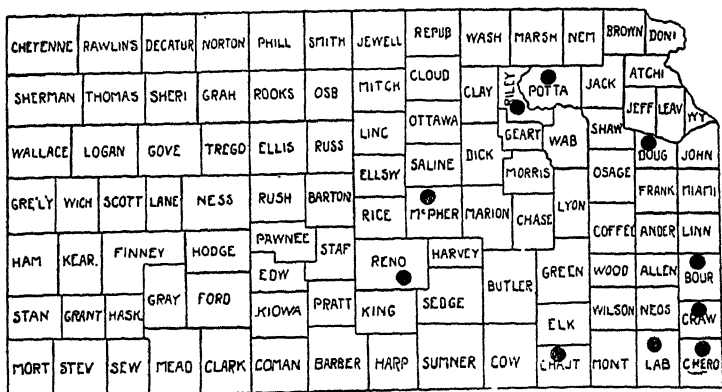 CHEYENNE RAWLINS DECATUR NORTON PHILL SMITH JEWELL REPUB WASH MARSH NEM BROWN DONI
SHERMAN THOMAS SHERI GRAH ROOKS OSB MITCH CLOUD CLAY RILEY POTTA JACK ATCHI
JEFF LEAV WY
WALLACE LOGAN GOVE TREGO ELLIS RUSS LINC OTTAWA GEARY WAB SHAW DOUG JOHN
ELLSW SALINE DICK MORRIS OSAGE FRANK MIAMI
GRE'LY WICH SCOTT LANE NESS RUSH BARTON RICE McPHER MARION CHASE LYON COFFE ANDER LINN
HAM KEAR. FINNEY HODGE PAWNEE STAF RENO HARVEY BUTLER GREEN WOOD ALLEN BOUR
EDW
STAN GRANT HASK GRAY FORD KIOWA PRATT KING SEDGE ELK WILSON NEOS CRAW
MORT STEV SEW MEAD CLARK COMAN BARBER HARP SUMNER COW CHAUT MONT LAB CHERO